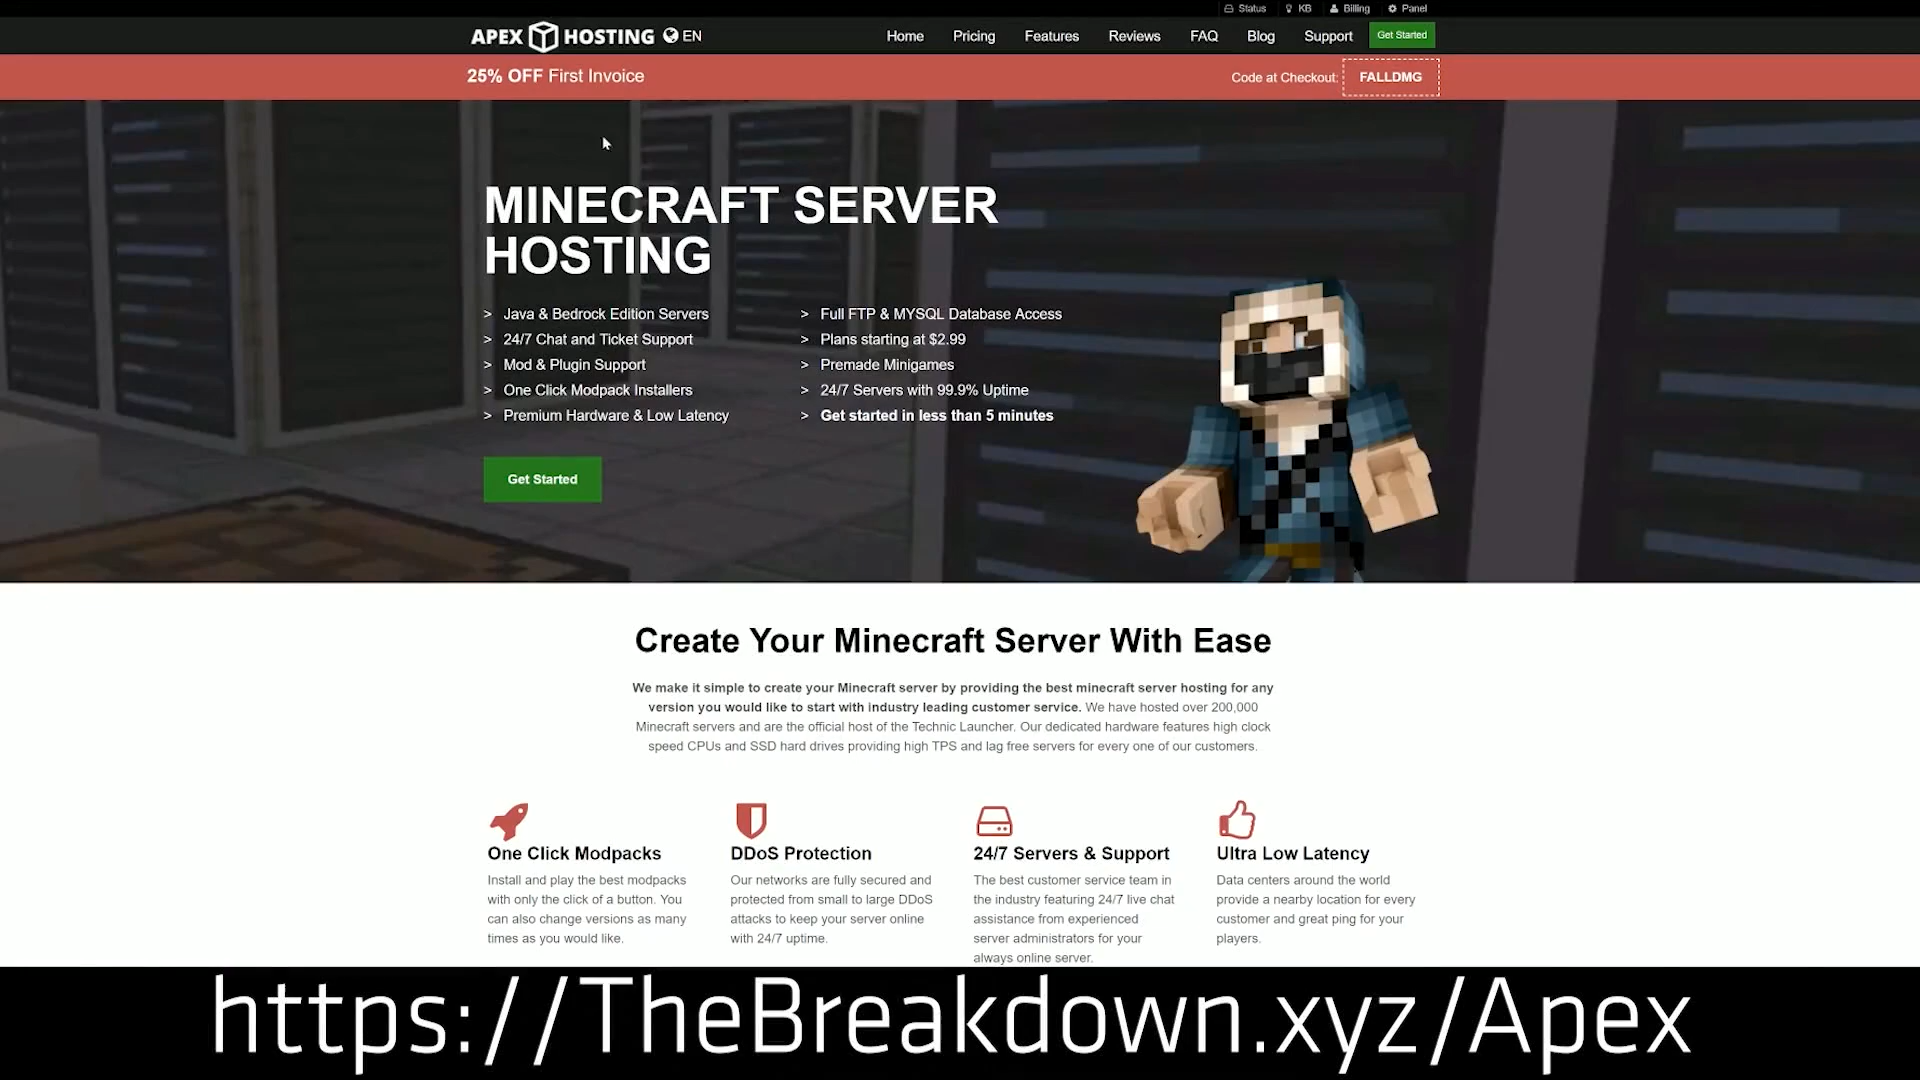 Status KB Billing Panel
APEX HOSTING EN Home Pricing Features Reviews FAQ Blog Support Get Started
25% OFF First Invoice Code at Checkout: FALLDMG
MINECRAFT SERVER
HOSTING
> Java & Bedrock Edition Servers
> 24/7 Chat and Ticket Support
> Mod & Plugin Support
> One Click Modpack Installers
> Premium Hardware & Low Latency
> Full FTP & MYSQL Database Access
> Plans starting at $2.99
> Premade Minigames
> 24/7 Servers with 99.9% Uptime
> Get started in less than 5 minutes
Get Started
Create Your Minecraft Server With Ease
We make it simple to create your Minecraft server by providing the best minecraft server hosting for any
version you would like to start with industry leading customer service. We have hosted over 200,000
Minecraft servers and are the official host of the Technic Launcher. Our dedicated hardware features high clock
speed CPUs and SSD hard drives providing high TPS and lag free servers for every one of our customers.
One Click Modpacks
Install and play the best modpacks
with only the click of a button. You
can also change versions as many
times as you would like.
DDoS Protection
Our networks are fully secured and
protected from small to large DDoS
attacks to keep your server online
with 24/7 uptime.
24/7 Servers & Support
The best customer service team in
the industry featuring 24/7 live chat
assistance from experienced
server administrators for your
always online server.
Ultra Low Latency
Data centers around the world
provide a nearby location for every
customer and great ping for your
players.
https://TheBreakdown.xyz/Apex